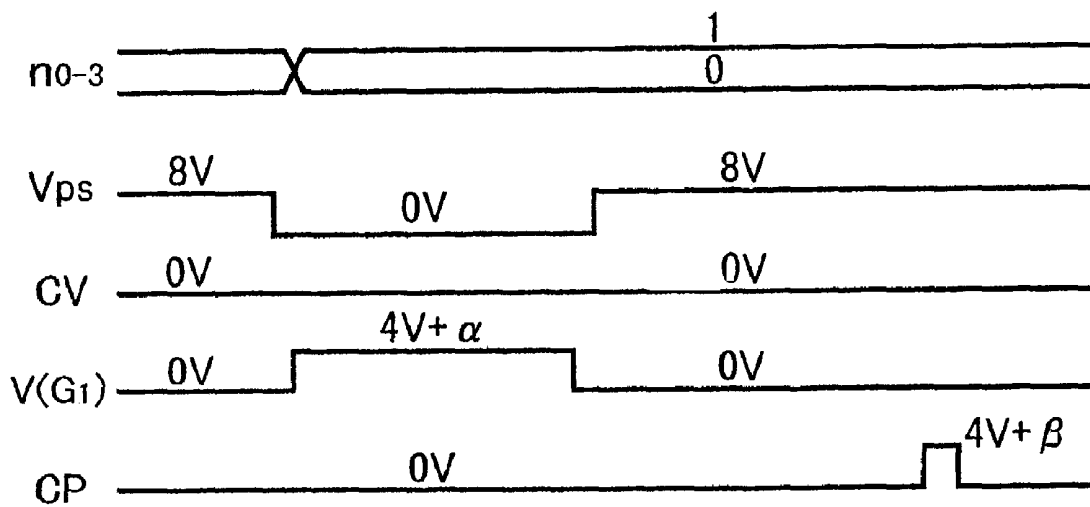 1
n0-3 0
8V 8V
Vps 0V
0V 0V
CV
4V+ α
V(G1) 0V 0V
4V+ β
CP 0V